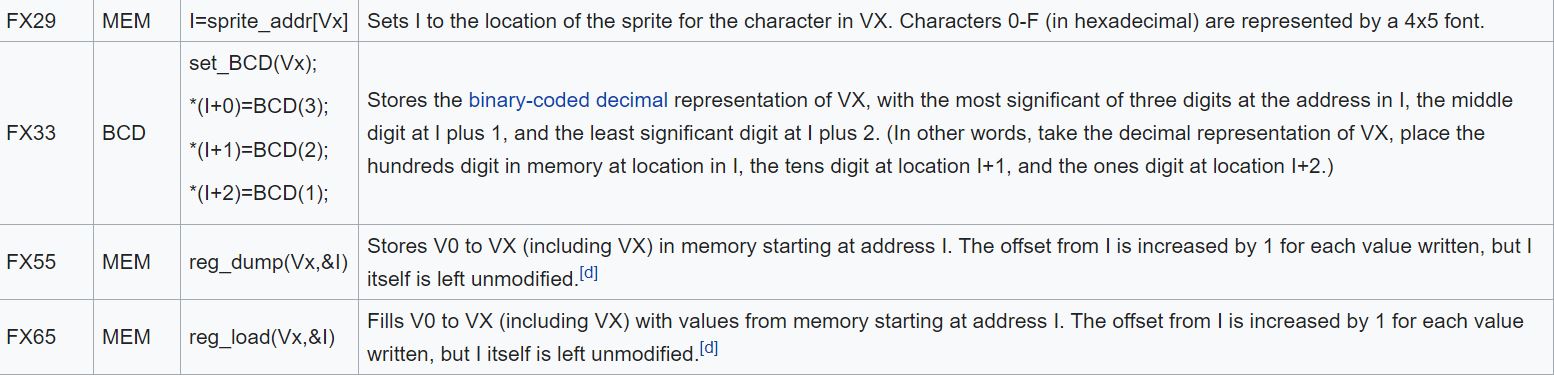 FX29 MEM I=sprite_addr[Vx] Sets I to the location of the sprite for the character in VX. Characters 0-F (in hexadecimal) are represented by a 4x5 font.
FX33 BCD
set_BCD(Vx);
*(I+0)=BCD(3);
*(I+1)=BCD(2);
*(I+2)=BCD(1);
Stores the binary-coded decimal representation of VX, with the most significant of three digits at the address in I, the middle
digit at I plus 1, and the least significant digit at I plus 2. (In other words, take the decimal representation of VX, place the
hundreds digit in memory at location in I, the tens digit at location I+1, and the ones digit at location I+2.)
FX55 MEM reg_dump(Vx,&I) Stores V0 to VX (including VX) in memory starting at address I. The offset from I is increased by 1 for each value written, but I
itself is left unmodified.[d]
FX65 MEM reg_load(Vx,&I) Fills V0 to VX (including VX) with values from memory starting at address I. The offset from I is increased by 1 for each value
written, but I itself is left unmodified.[d]